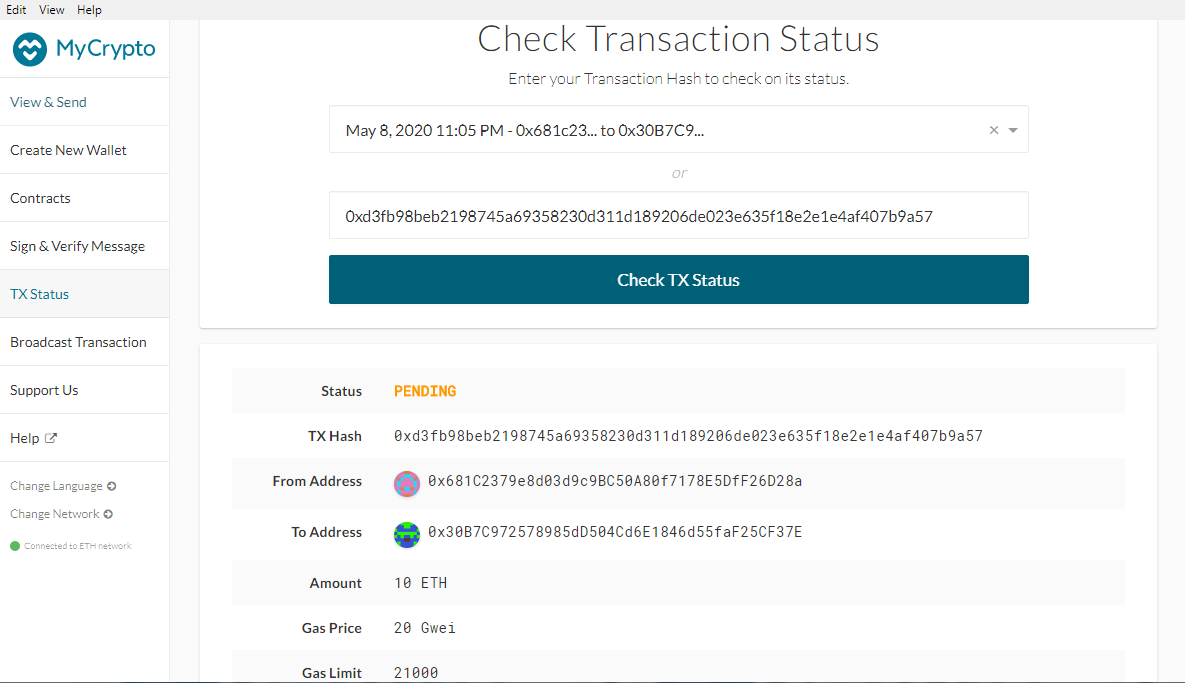 Edit View Help
MyCrypto
View & Send
Create New Wallet
Contracts
Sign & Verify Message
TX Status
Broadcast Transaction
Support Us
Help
Change Language
Change Network
Connected to ETH network
Check Transaction Status
Enter your Transaction Hash to check on its status.
May 8, 2020 11:05 PM - 0x681c23... to 0x30B7C9...
or
0xd3fb98beb2198745a69358230d311d189206de023e635f18e2e1e4af407b9a57
Check TX Status
Status PENDING
TX Hash 0xd3fb98beb2198745a69358230d311d189206de023e635f18e2e1e4af407b9a57
From Address 0x681C2379e8d03d9c9BC50A80f7178E5DfF26D28a
To Address 0x30B7C972578985dD504Cd6E1846d55faF25CF37E
Amount 10 ETH
Gas Price 20 Gwei
Gas Limit 21000